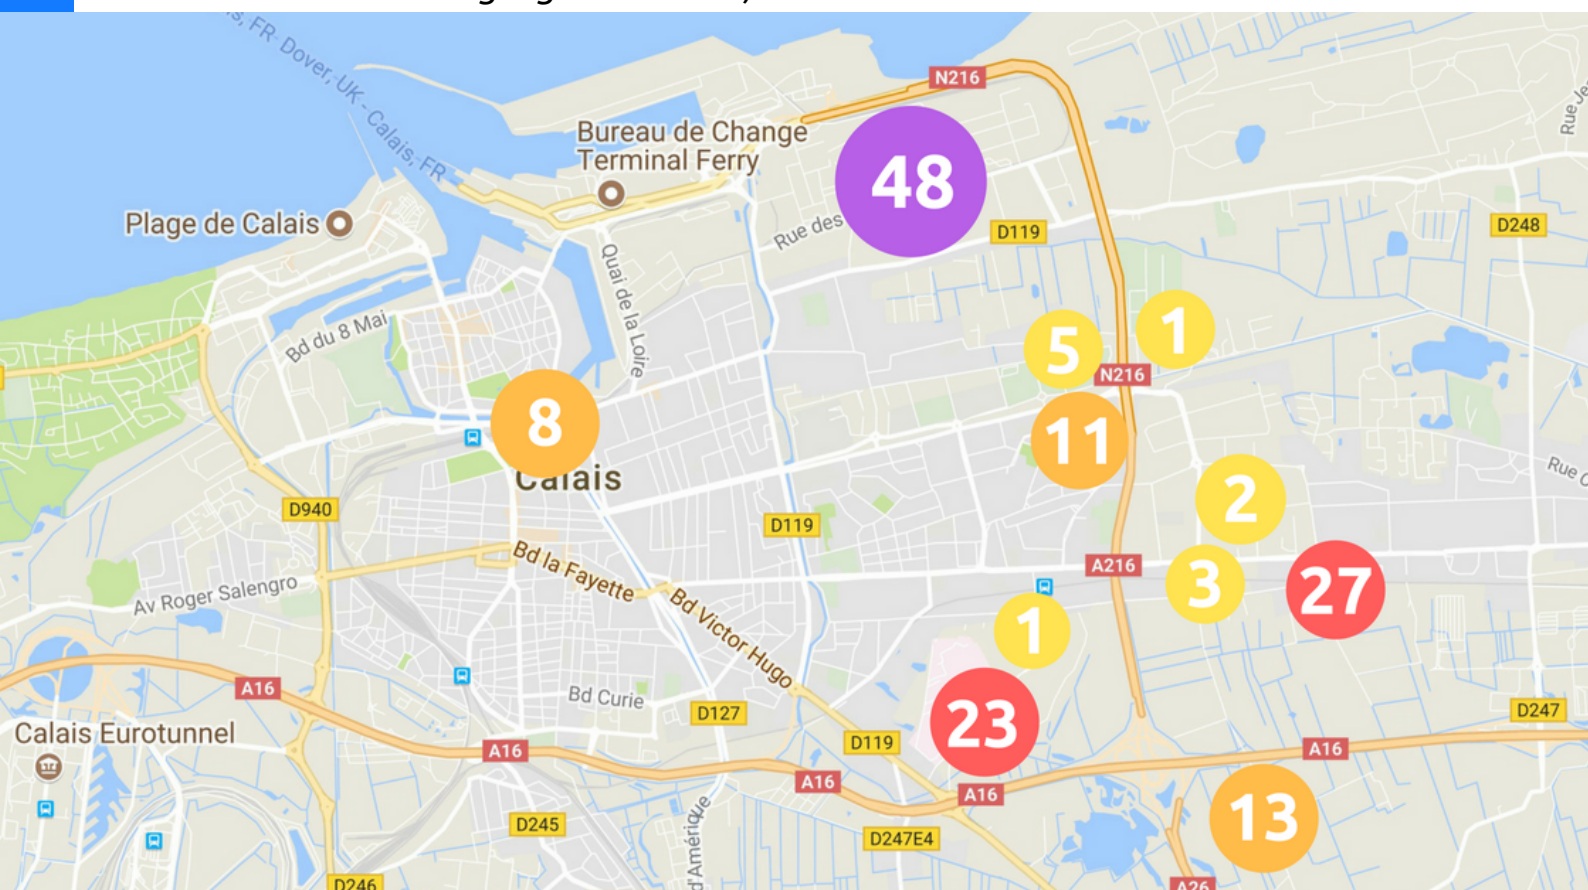 FR- Dover, UK - Calais, FR
N216
Bureau de Change
Terminal Ferry
48
Plage de Calais
Rue des
D119
D248
Quai de la Loire
Bd du 8 Mai
5
1
N216
8
11
Calais
2
D940
D119
Bd la Fayette
A216
3
27
Av Roger Salengro
Bd Victor Hugo
1
A16
Bd Curie
D127
23
D247
Calais Eurotunnel
A16
D119
A16
A16
A16
13
D245
d'Amérique
D247E4
D246
A26